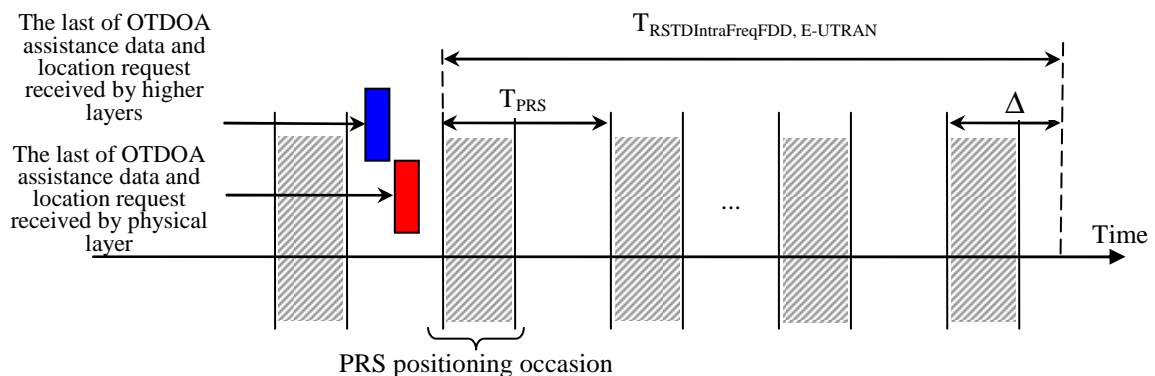 The last of OTDOA
assistance data and
location request
received by higher
layers
The last of OTDOA
assistance data and
location request
received by physical
layer
T_RSTDIntraFreqFDD, E-UTRAN
T_PRS
Δ
...
Time
PRS positioning occasion